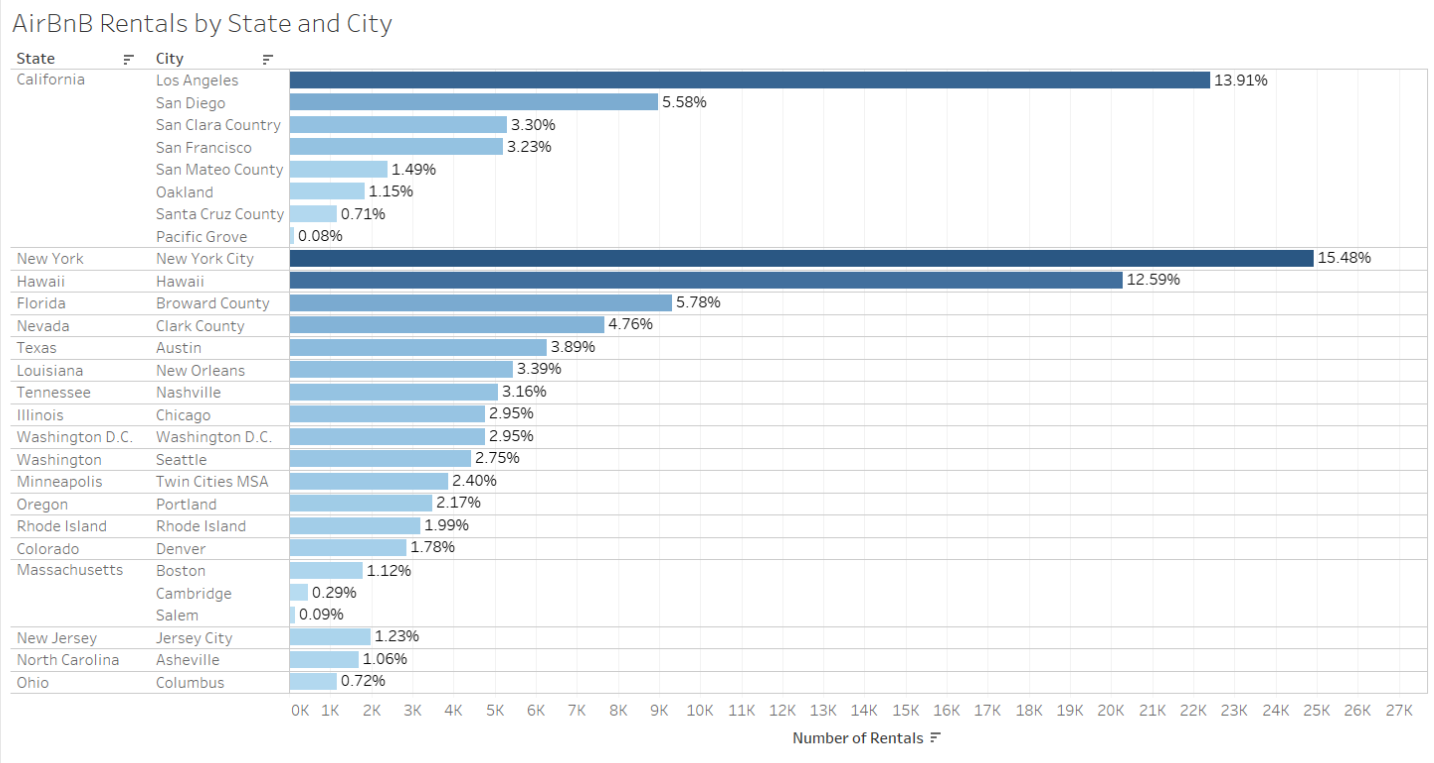 AirBnB Rentals by State and City
State City
California Los Angeles 13.91%
San Diego 5.58%
San Clara Country 3.30%
San Francisco 3.23%
San Mateo County 1.49%
Oakland 1.15%
Santa Cruz County 0.71%
Pacific Grove 0.08%
New York New York City 15.48%
Hawaii Hawaii 12.59%
Florida Broward County 5.78%
Nevada Clark County 4.76%
Texas Austin 3.89%
Louisiana New Orleans 3.39%
Tennessee Nashville 3.16%
Illinois Chicago 2.95%
Washington D.C. Washington D.C. 2.95%
Washington Seattle 2.75%
Minneapolis Twin Cities MSA 2.40%
Oregon Portland 2.17%
Rhode Island Rhode Island 1.99%
Colorado Denver 1.78%
Massachusetts Boston 1.12%
Cambridge 0.29%
Salem 0.09%
New Jersey Jersey City 1.23%
North Carolina Asheville 1.06%
Ohio Columbus 0.72%
0K 1K 2K 3K 4K 5K 6K 7K 8K 9K 10K 11K 12K 13K 14K 15K 16K 17K 18K 19K 20K 21K 22K 23K 24K 25K 26K 27K
Number of Rentals